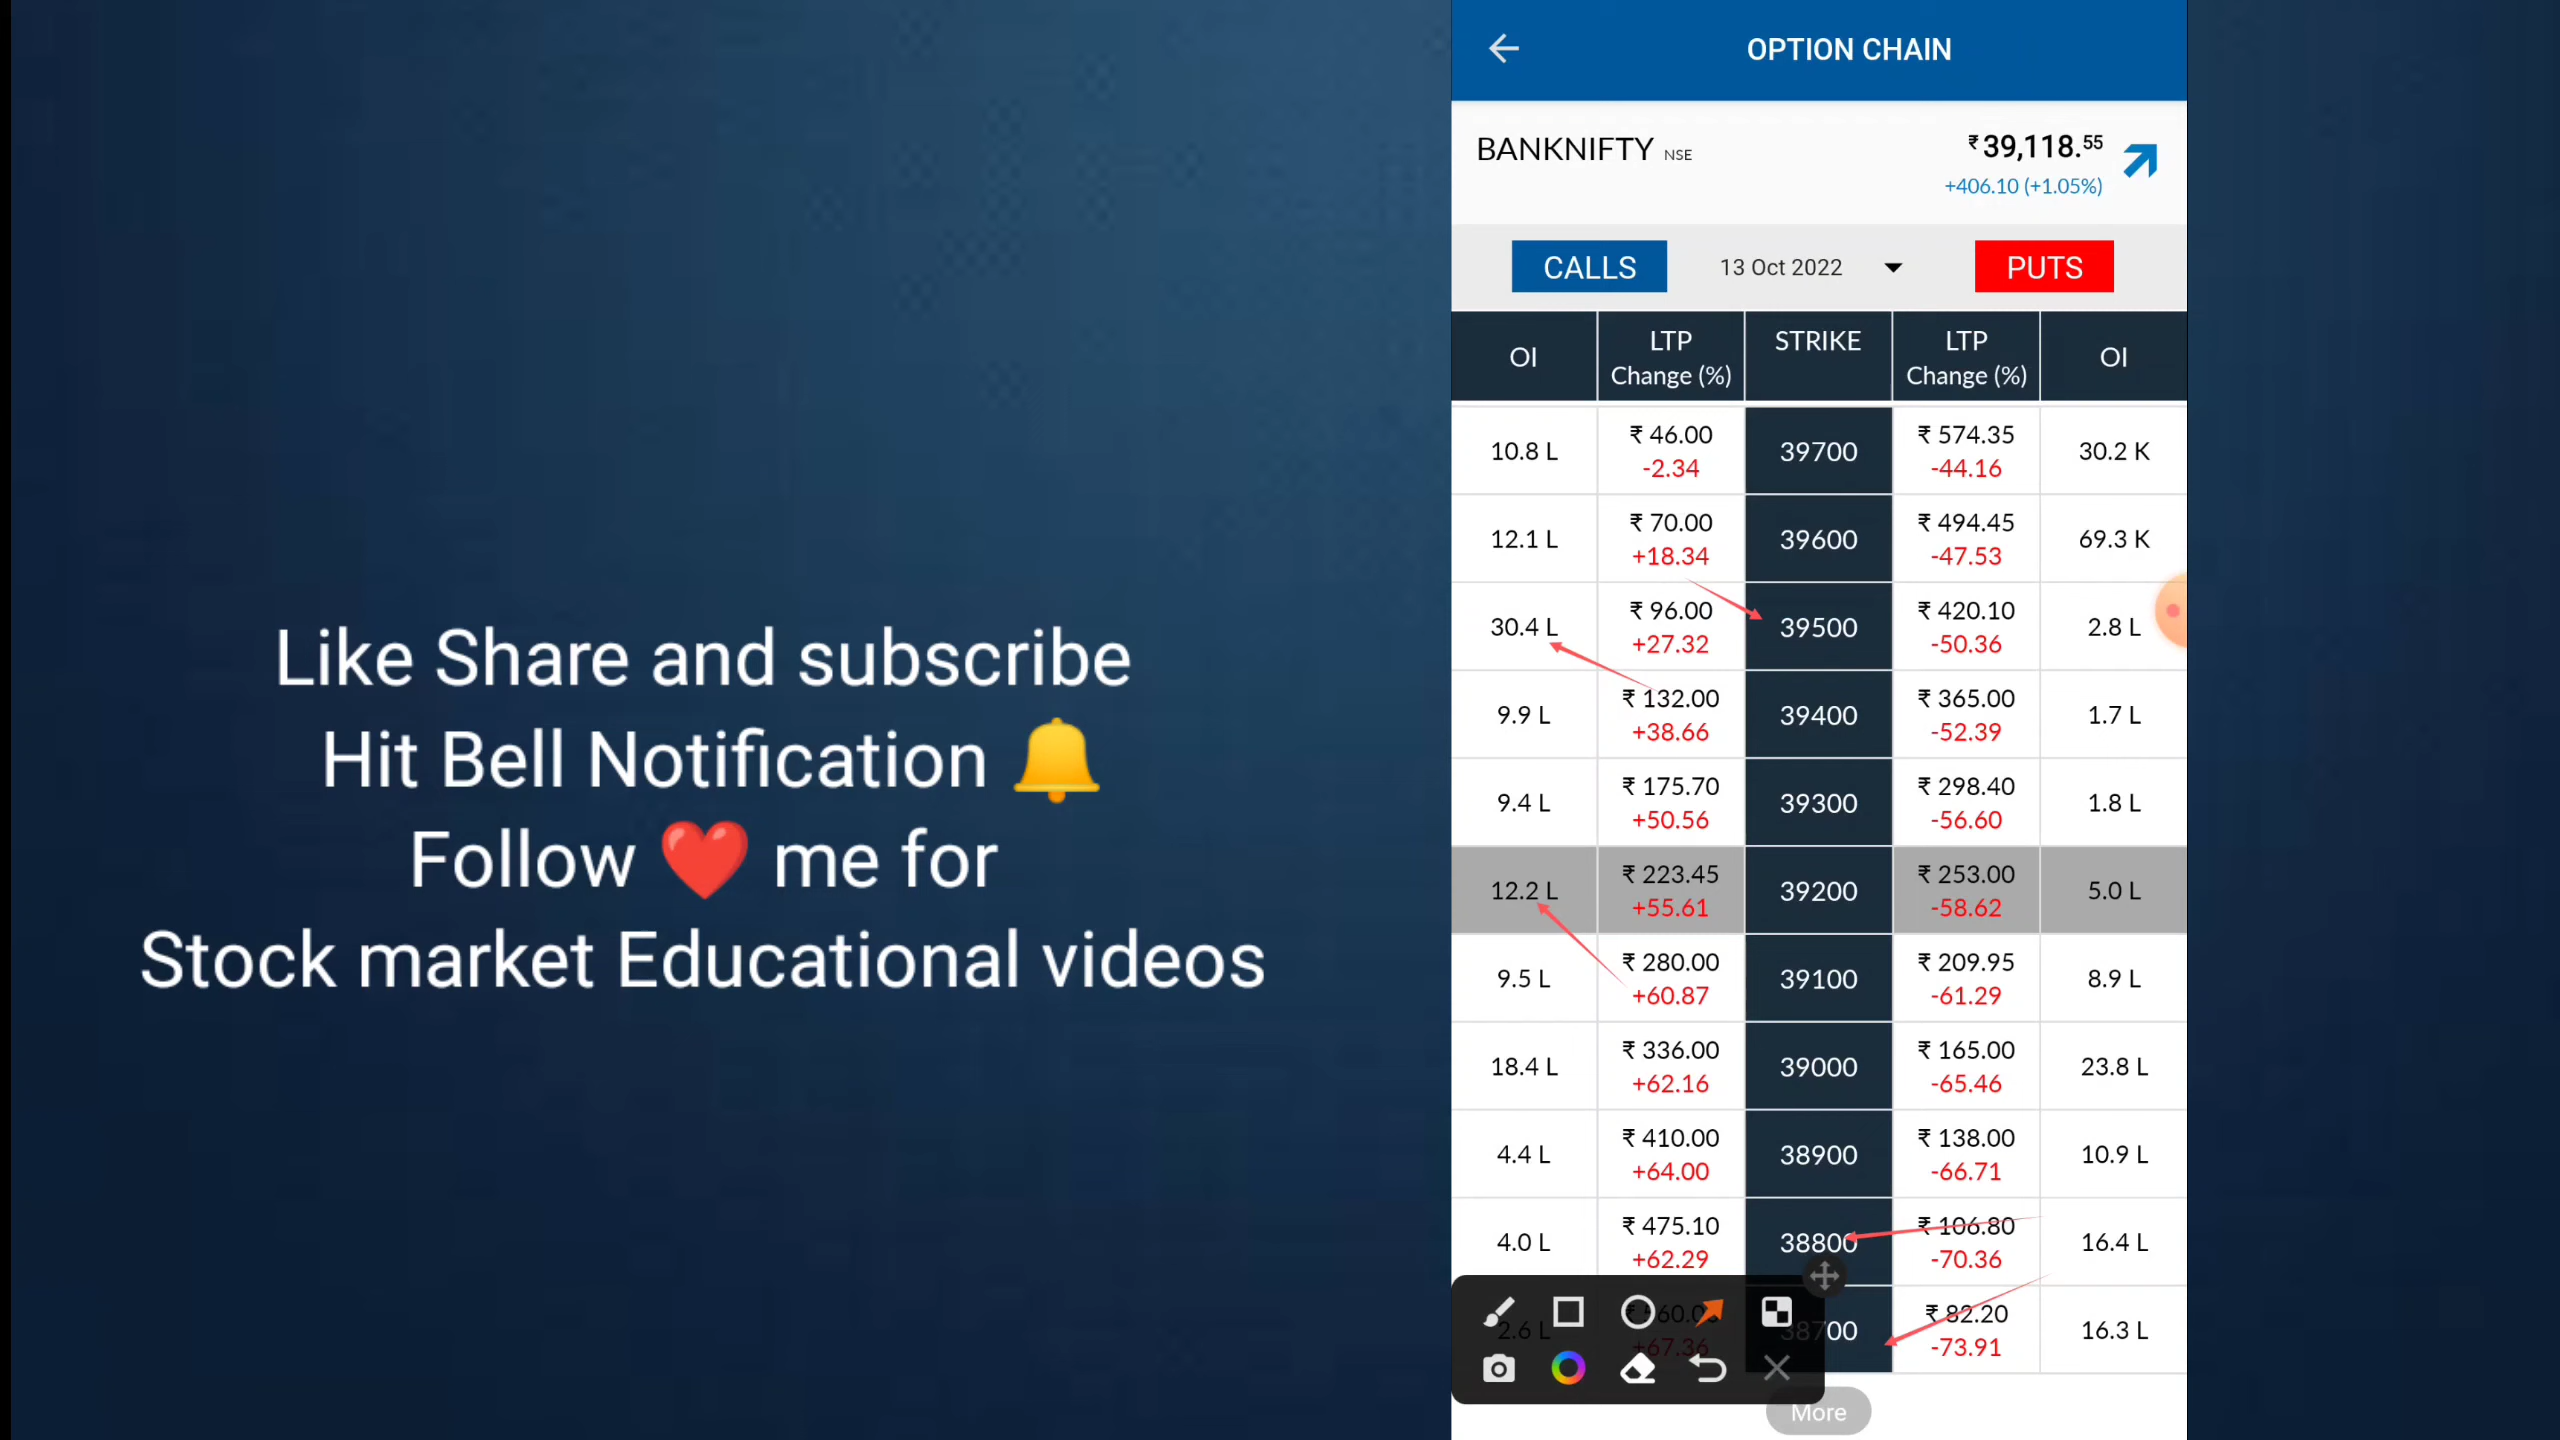 Like Share and subscribe
Hit Bell Notification 🔔
Follow ❤️ me for
Stock market Educational videos
OPTION CHAIN
BANKNIFTY NSE
₹39,118.55
+406.10 (+1.05%)
CALLS 13 Oct 2022 PUTS
OI LTP Change (%) STRIKE LTP Change (%) OI
10.8 L ₹ 46.00 39700 ₹ 574.35 30.2 K
-2.34 -44.16
12.1 L ₹ 70.00 39600 ₹ 494.45 69.3 K
+18.34 -47.53
30.4 L ₹ 96.00 39500 ₹ 420.10 2.8 L
+27.32 -50.36
9.9 L ₹ 132.00 39400 ₹ 365.00 1.7 L
+38.66 -52.39
9.4 L ₹ 175.70 39300 ₹ 298.40 1.8 L
+50.56 -56.60
12.2 L ₹ 223.45 39200 ₹ 253.00 5.0 L
+55.61 -58.62
9.5 L ₹ 280.00 39100 ₹ 209.95 8.9 L
+60.87 -61.29
18.4 L ₹ 336.00 39000 ₹ 165.00 23.8 L
+62.16 -65.46
4.4 L ₹ 410.00 38900 ₹ 138.00 10.9 L
+64.00 -66.71
4.0 L ₹ 475.10 38800 ₹ 106.80 16.4 L
+62.29 -70.36
2.6 L 38700 ₹ 82.20 16.3 L
+67.36 -73.91
More